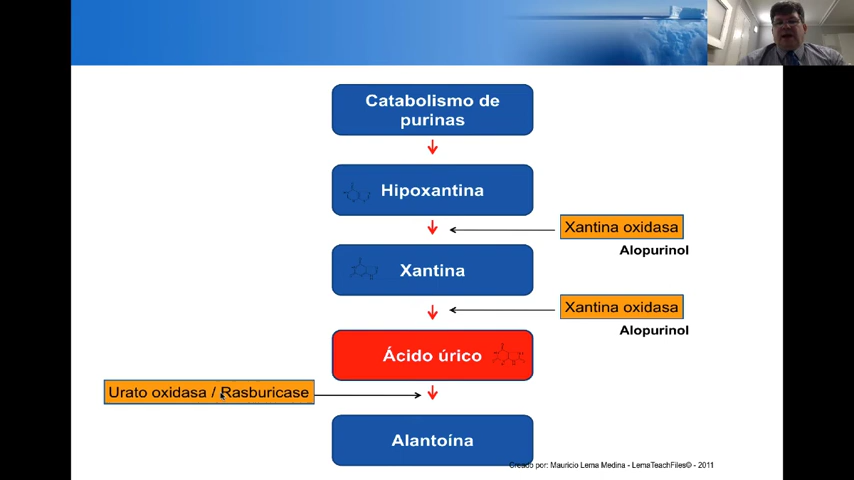 Catabolismo de
purinas
Hipoxantina
Xantina oxidasa
Alopurinol
Xantina
Xantina oxidasa
Alopurinol
Ácido úrico
Urato oxidasa / Rasburicase
Alantoína
Creado por: Mauricio Lema Medina - LemaTeachFiles© - 2011